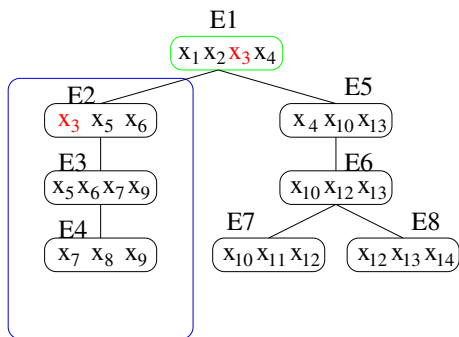 E1
x₁ x₂ x₃ x₄
E2 E5
x₃ x₅ x₆ x₄ x₁₀ x₁₃
E3 E6
x₅ x₆ x₇ x₉ x₁₀ x₁₂ x₁₃
E4 E7 E8
x₇ x₈ x₉ x₁₀ x₁₁ x₁₂ x₁₂ x₁₃ x₁₄